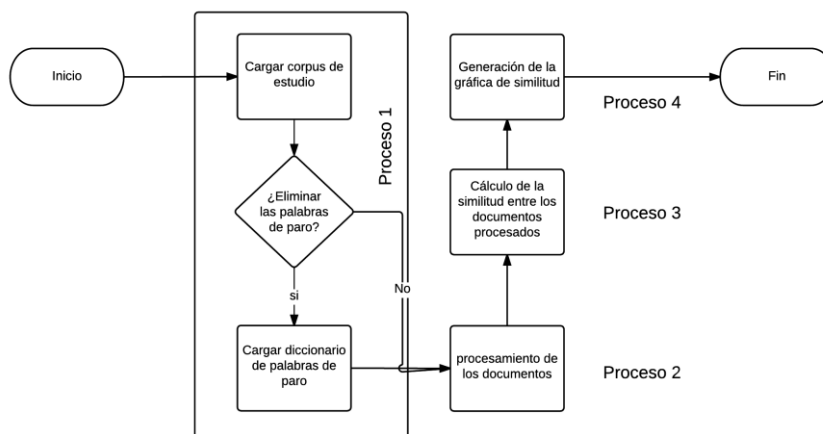 Inicio
Cargar corpus de
estudio
Proceso 1
¿Eliminar
las palabras
de paro?
No
si
Cargar diccionario
de palabras de
paro
procesamiento de
los documentos
Proceso 2
Cálculo de la
similitud entre los
documentos
procesados
Proceso 3
Generación de la
gráfica de similitud
Proceso 4
Fin